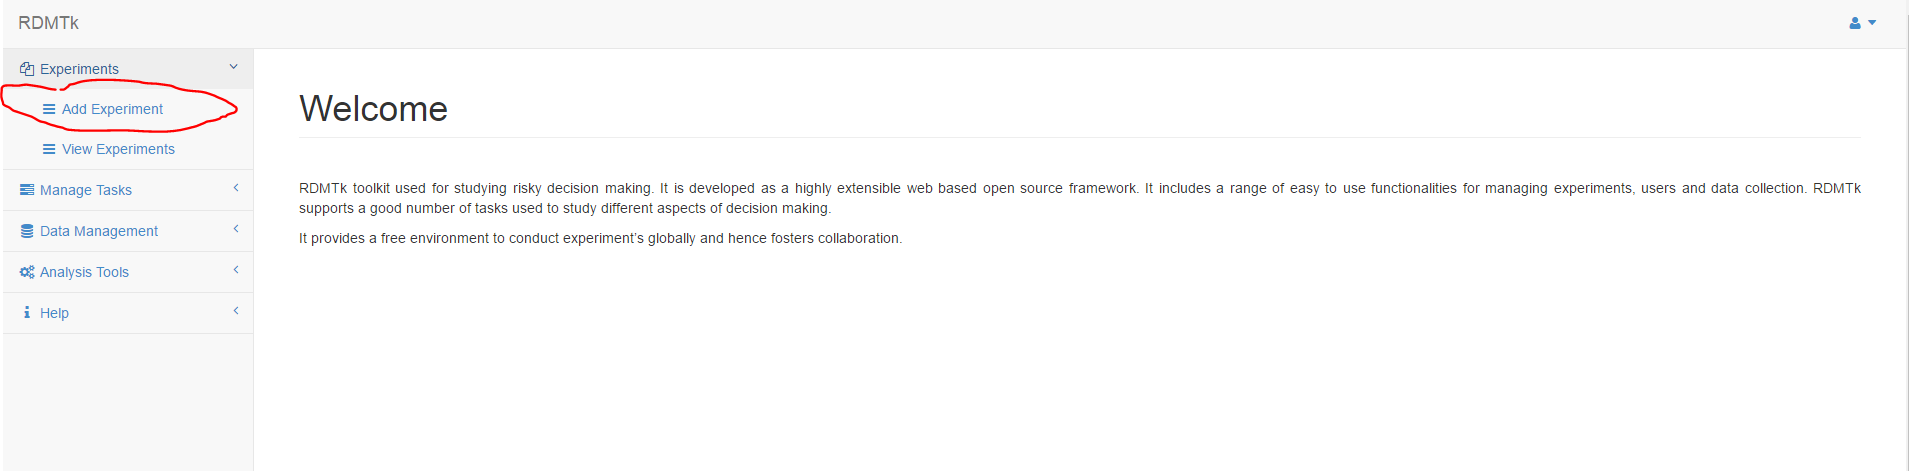 RDMTk
Experiments
Add Experiment
View Experiments
Manage Tasks
Data Management
Analysis Tools
Help
Welcome
RDMTk toolkit used for studying risky decision making. It is developed as a highly extensible web based open source framework. It includes a range of easy to use functionalities for managing experiments, users and data collection. RDMTk
supports a good number of tasks used to study different aspects of decision making.
It provides a free environment to conduct experiment's globally and hence fosters collaboration.